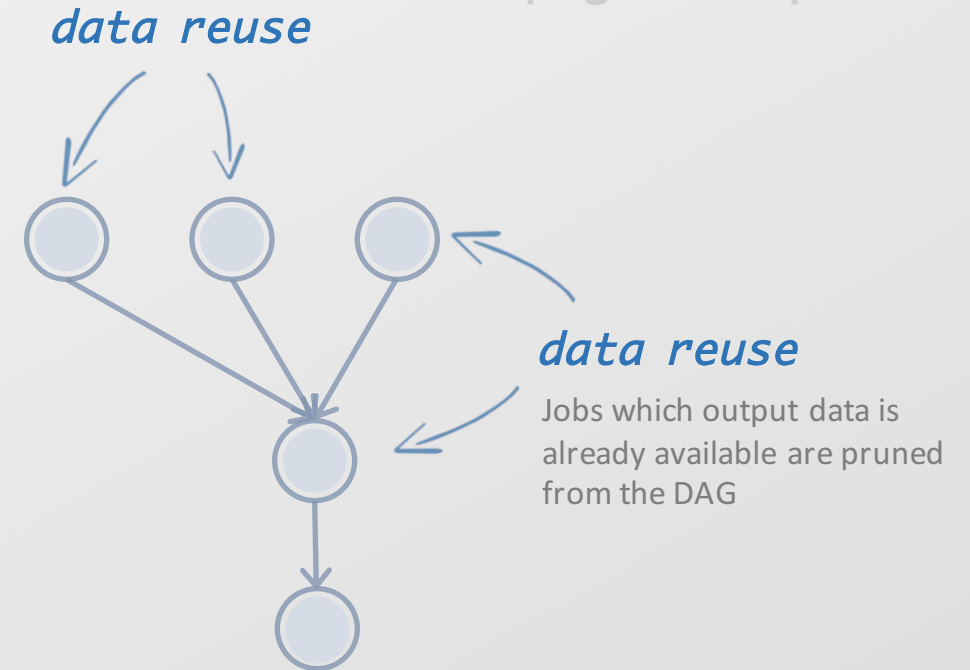 data reuse
data reuse
Jobs which output data is
already available are pruned
from the DAG